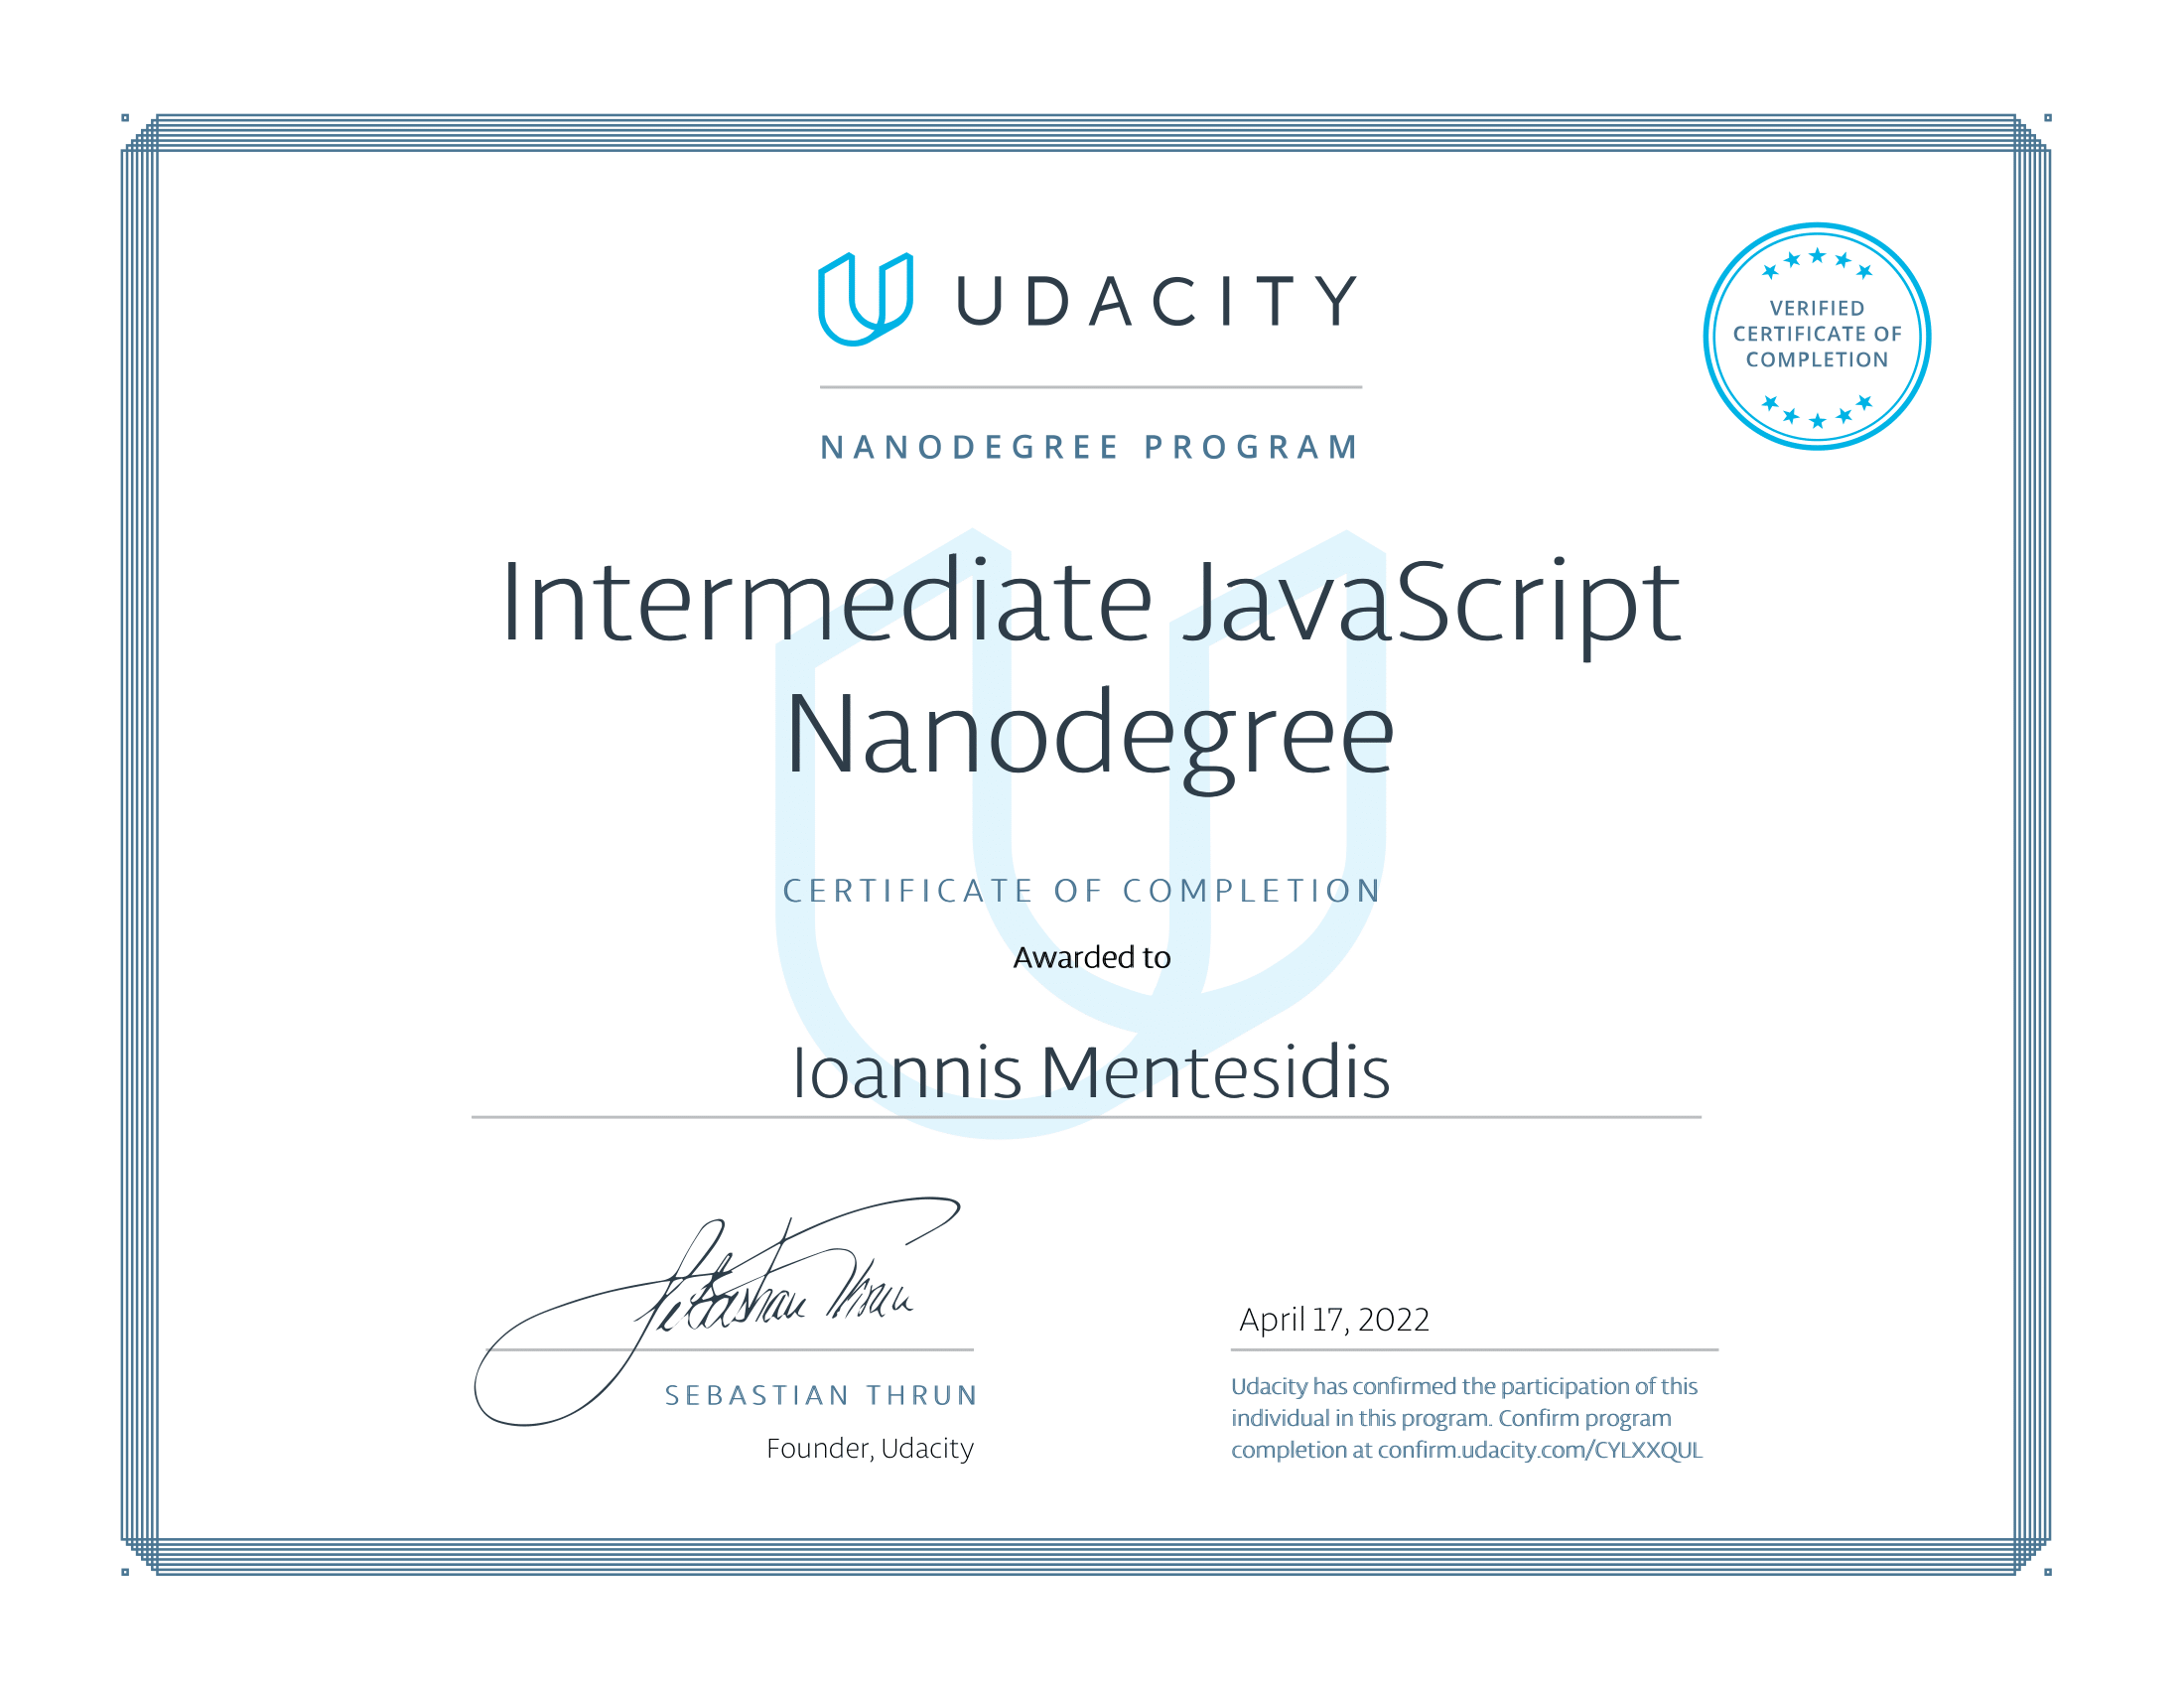 UDACITY
VERIFIED
CERTIFICATE OF
COMPLETION
NANODEGREE PROGRAM
Intermediate JavaScript
Nanodegree
CERTIFICATE OF COMPLETION
Awarded to
Ioannis Mentesidis
Sebastian Thrun
SEBASTIAN THRUN
Founder, Udacity
April 17, 2022
Udacity has confirmed the participation of this
individual in this program. Confirm program
completion at confirm.udacity.com/CYLXXQUL